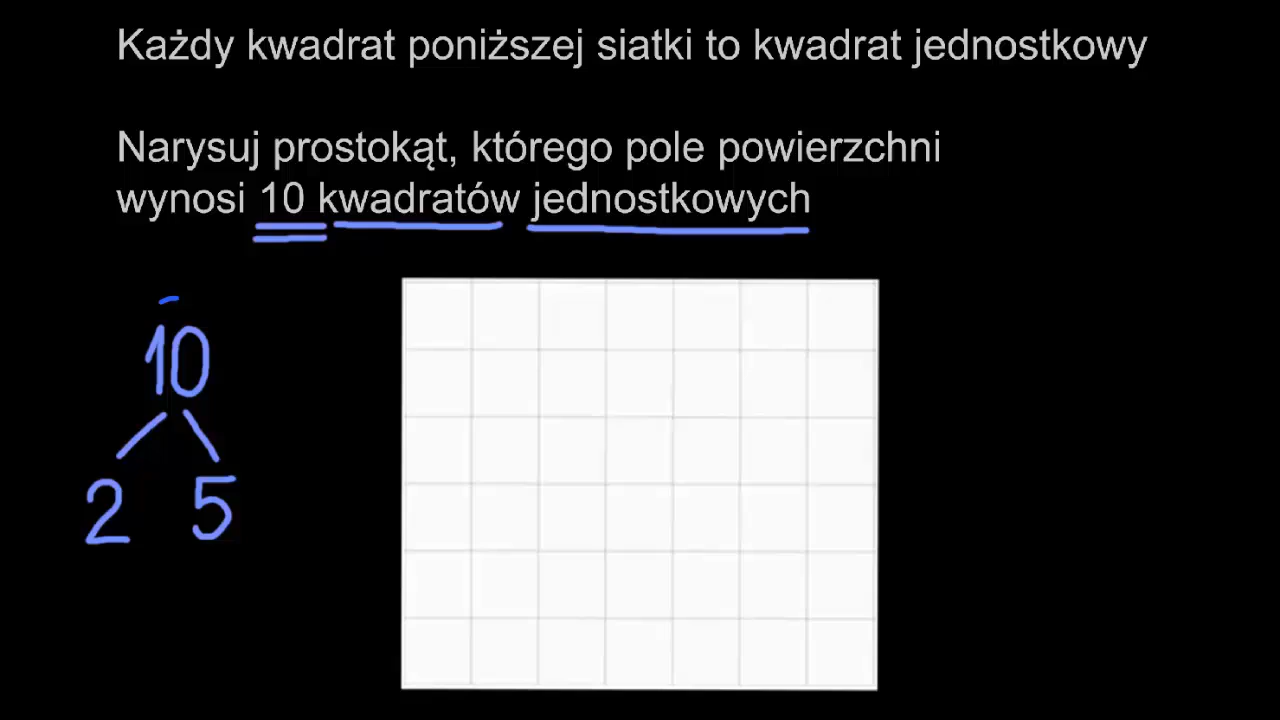 Każdy kwadrat poniższej siatki to kwadrat jednostkowy
Narysuj prostokąt, którego pole powierzchni
wynosi 10 kwadratów jednostkowych
10
2 5